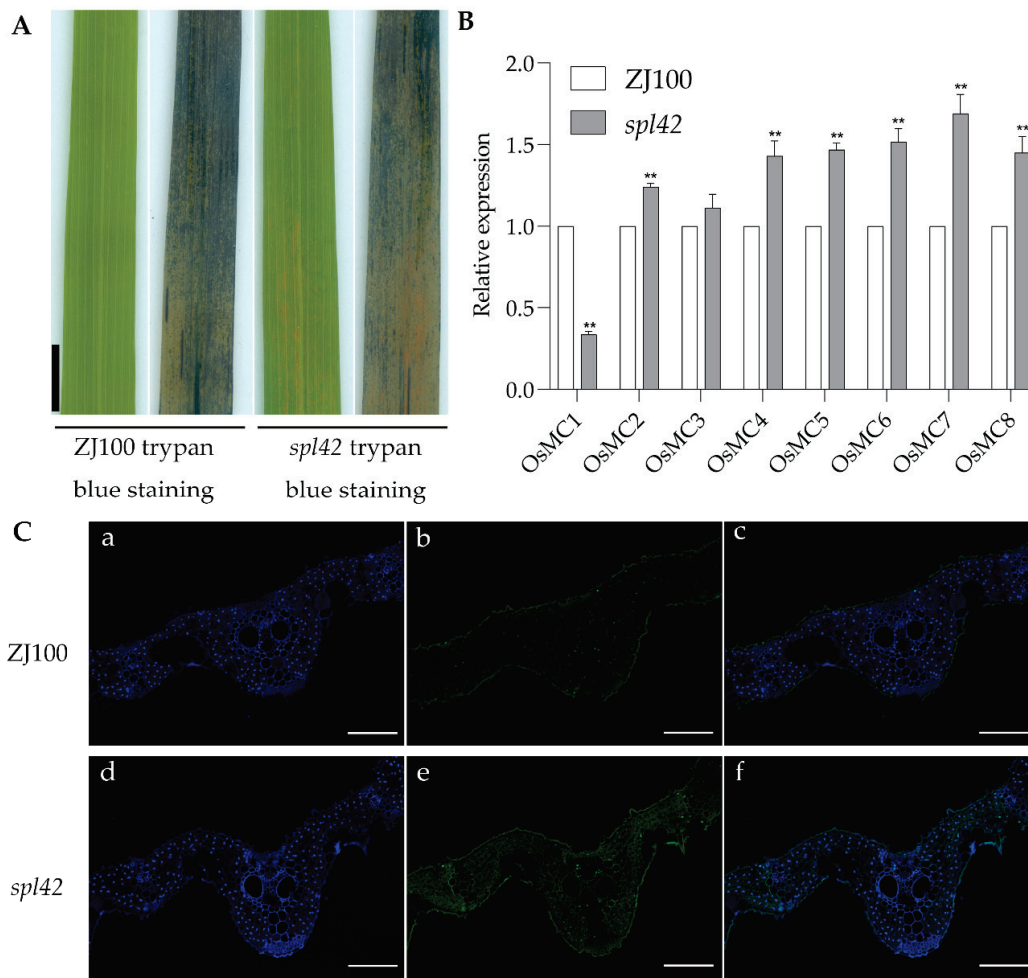 A
ZJ100 trypan
blue staining
spl42 trypan
blue staining
B
Relative expression
2.0
1.5
1.0
0.5
0.0
ZJ100
spl42
**
**
**
**
**
**
**
OsMC1
OsMC2
OsMC3
OsMC4
OsMC5
OsMC6
OsMC7
OsMC8
C
ZJ100
a
b
c
spl42
d
e
f